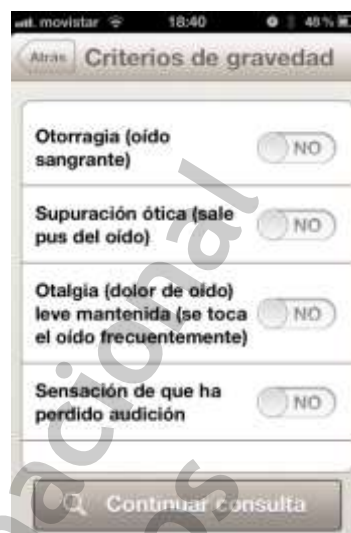 movistar 18:40 48 %
Atrás Criterios de gravedad
Otorragia (oído
sangrante)
NO
Supuración ótica (sale
pus del oído)
NO
Otalgia (dolor de oído)
leve mantenida (se toca
el oído frecuentemente)
NO
Sensación de que ha
perdido audición
NO
Continuar consulta